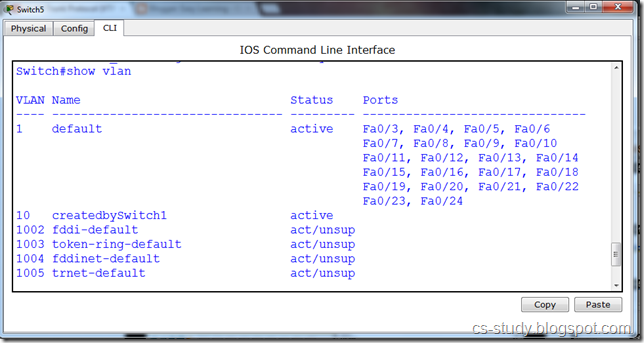 Switch5
Physical Config CLI
IOS Command Line Interface
Switch#show vlan
VLAN Name Status Ports
---- -------------------------------- --------- -------------------------------
1 default active Fa0/3, Fa0/4, Fa0/5, Fa0/6
Fa0/7, Fa0/8, Fa0/9, Fa0/10
Fa0/11, Fa0/12, Fa0/13, Fa0/14
Fa0/15, Fa0/16, Fa0/17, Fa0/18
Fa0/19, Fa0/20, Fa0/21, Fa0/22
Fa0/23, Fa0/24
10 createdbySwitch1 active
1002 fddi-default act/unsup
1003 token-ring-default act/unsup
1004 fddinet-default act/unsup
1005 trnet-default act/unsup
Copy Paste
cs-study.blogspot.com